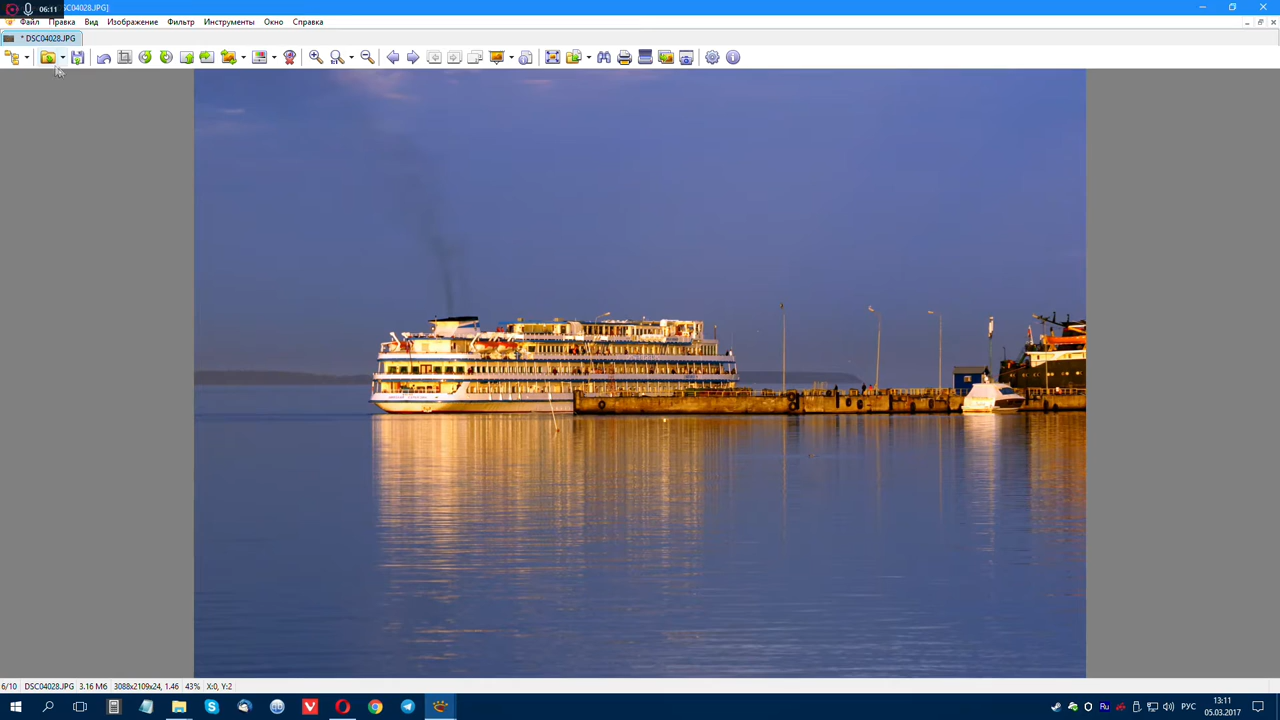 06:11
SC04028.JPG]
Файл Правка Вид Изображение Фильтр Инструменты Окно Справка
* DSC04028.JPG
6/10 DSC04028.JPG 3.16 Мб 3088x2109x24, 1.46 43% X:0, Y:2
Ru РУС
13:11
05.03.2017